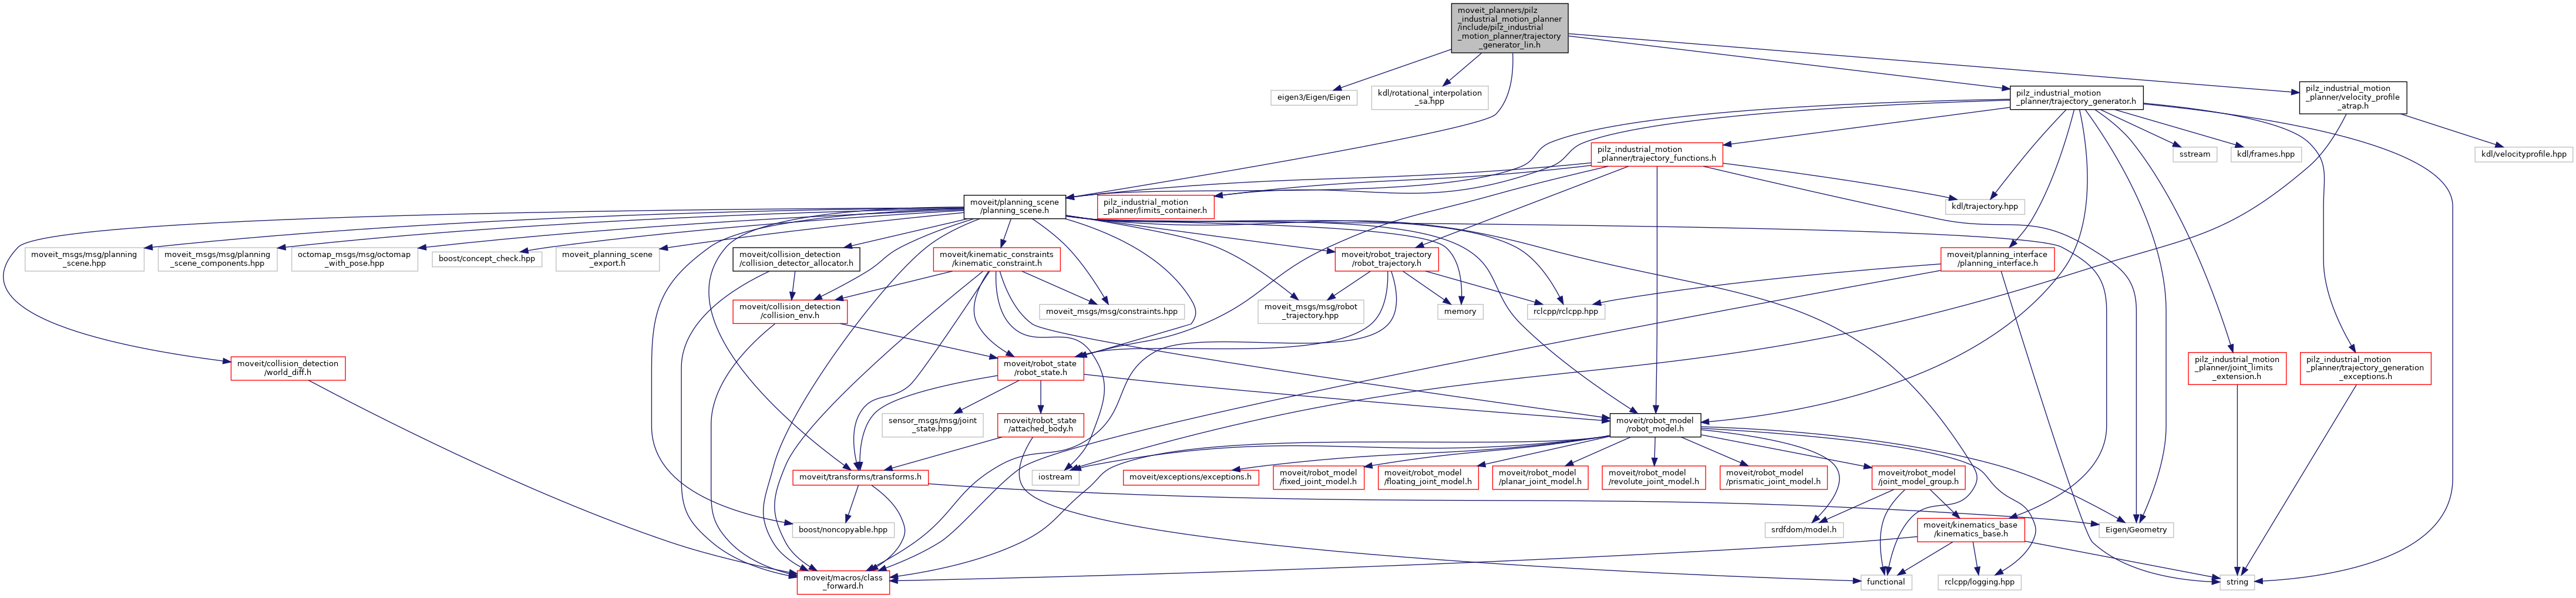 moveit_planners/pilz
_industrial_motion_planner
/include/pilz_industrial
_motion_planner/trajectory
_generator_lin.h
eigen3/Eigen/Eigen
kdl/rotational_interpolation
_sa.hpp
pilz_industrial_motion
_planner/trajectory_generator.h
pilz_industrial_motion
_planner/velocity_profile
_atrap.h
pilz_industrial_motion
_planner/trajectory_functions.h
sstream
kdl/frames.hpp
kdl/velocityprofile.hpp
moveit/planning_scene
/planning_scene.h
pilz_industrial_motion
_planner/limits_container.h
kdl/trajectory.hpp
moveit_msgs/msg/planning
_scene.hpp
moveit_msgs/msg/planning
_scene_components.hpp
octomap_msgs/msg/octomap
_with_pose.hpp
boost/concept_check.hpp
moveit_planning_scene
_export.h
moveit/collision_detection
/collision_detector_allocator.h
moveit/kinematic_constraints
/kinematic_constraint.h
moveit/robot_trajectory
/robot_trajectory.h
moveit/planning_interface
/planning_interface.h
moveit/collision_detection
/collision_env.h
moveit_msgs/msg/constraints.hpp
moveit_msgs/msg/robot
_trajectory.hpp
memory
rclcpp/rclcpp.hpp
moveit/collision_detection
/world_diff.h
moveit/robot_state
/robot_state.h
pilz_industrial_motion
_planner/joint_limits
_extension.h
pilz_industrial_motion
_planner/trajectory_generation
_exceptions.h
sensor_msgs/msg/joint
_state.hpp
moveit/robot_state
/attached_body.h
moveit/robot_model
/robot_model.h
moveit/transforms/transforms.h
iostream
moveit/exceptions/exceptions.h
moveit/robot_model
/fixed_joint_model.h
moveit/robot_model
/floating_joint_model.h
moveit/robot_model
/planar_joint_model.h
moveit/robot_model
/revolute_joint_model.h
moveit/robot_model
/prismatic_joint_model.h
moveit/robot_model
/joint_model_group.h
boost/noncopyable.hpp
srdfdom/model.h
moveit/kinematics_base
/kinematics_base.h
Eigen/Geometry
moveit/macros/class
_forward.h
functional
rclcpp/logging.hpp
string